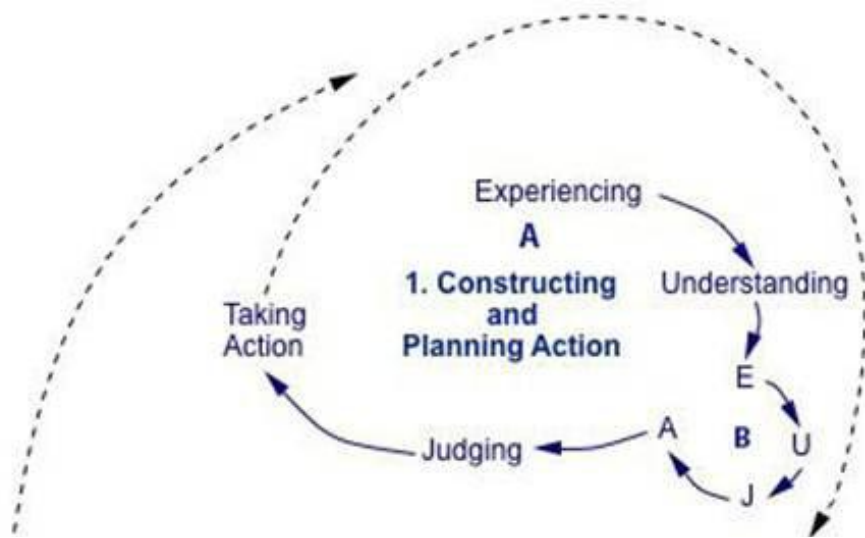 Experiencing
A
1. Constructing
and
Planning Action
Understanding
Taking
Action
E
U
B
J
A
Judging